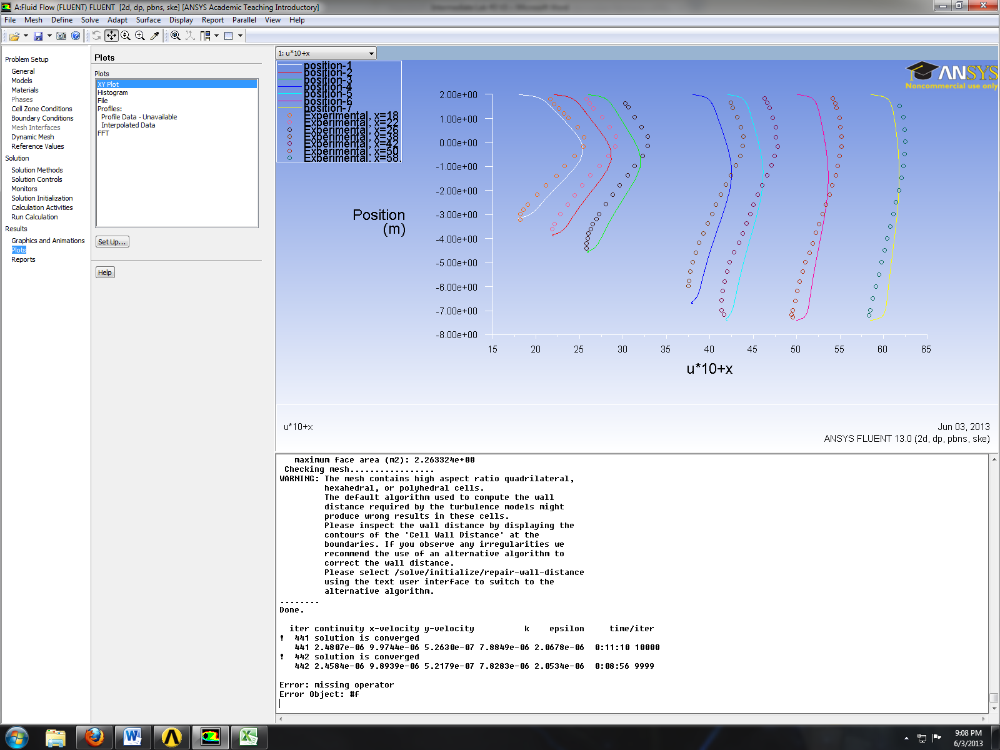 A:Fluid Flow (FLUENT) FLUENT [2d, dp, pbns, ske] [ANSYS Academic Teaching Introductory]
File Mesh Define Solve Adapt Surface Display Report Parallel View Help
Problem Setup
General
Models
Materials
Phases
Cell Zone Conditions
Boundary Conditions
Mesh Interfaces
Dynamic Mesh
Reference Values
Solution
Solution Methods
Solution Controls
Monitors
Solution Initialization
Calculation Activities
Run Calculation
Results
Graphics and Animations
Plots
Reports
Plots
Plots
XY Plot
Histogram
File
Profiles:
Profile Data - Unavailable
Interpolated Data
FFT
Set Up...
Help
1: u*10+x
position-1
position-2
position-3
position-4
position-5
position-6
position-7
Experimental, x=18
Experimental, x=22
Experimental, x=26
Experimental, x=38
Experimental, x=42
Experimental, x=50
Experimental, x=58.
ANSYS
Noncommercial use only
2.00e+00
1.00e+00
0.00e+00
-1.00e+00
-2.00e+00
-3.00e+00
-4.00e+00
-5.00e+00
-6.00e+00
-7.00e+00
-8.00e+00
Position
(m)
15 20 25 30 35 40 45 50 55 60 65
u*10+x
u*10+x
Jun 03, 2013
ANSYS FLUENT 13.0 (2d, dp, pbns, ske)
maximum face area (m2): 2.263324e+00
Checking mesh.................
WARNING: The mesh contains high aspect ratio quadrilateral,
hexahedral, or polyhedral cells.
The default algorithm used to compute the wall
distance required by the turbulence models might
produce wrong results in these cells.
Please inspect the wall distance by displaying the
contours of the 'Cell Wall Distance' at the
boundaries. If you observe any irregularities we
recommend the use of an alternative algorithm to
correct the wall distance.
Please select /solve/initialize/repair-wall-distance
using the text user interface to switch to the
alternative algorithm.
........
Done.
iter continuity x-velocity y-velocity k epsilon time/iter
! 441 solution is converged
441 2.4807e-06 9.9744e-06 5.2630e-07 7.8849e-06 2.0678e-06 0:11:10 10000
! 442 solution is converged
442 2.4584e-06 9.8939e-06 5.2179e-07 7.8283e-06 2.0534e-06 0:08:56 9999
Error: missing operator
Error Object: #f
9:08 PM
6/3/2013